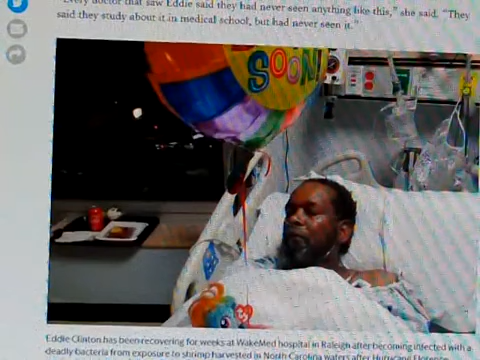 "Every doctor that saw Eddie said they had never seen anything like this," she said. "They
said they study about it in medical school, but had never seen it."
SOON!
Eddie Clinton has been recovering for weeks at WakeMed hospital in Raleigh after becoming infected with a
deadly bacteria from exposure to shrimp harvested in North Carolina waters after Hurricane Florence